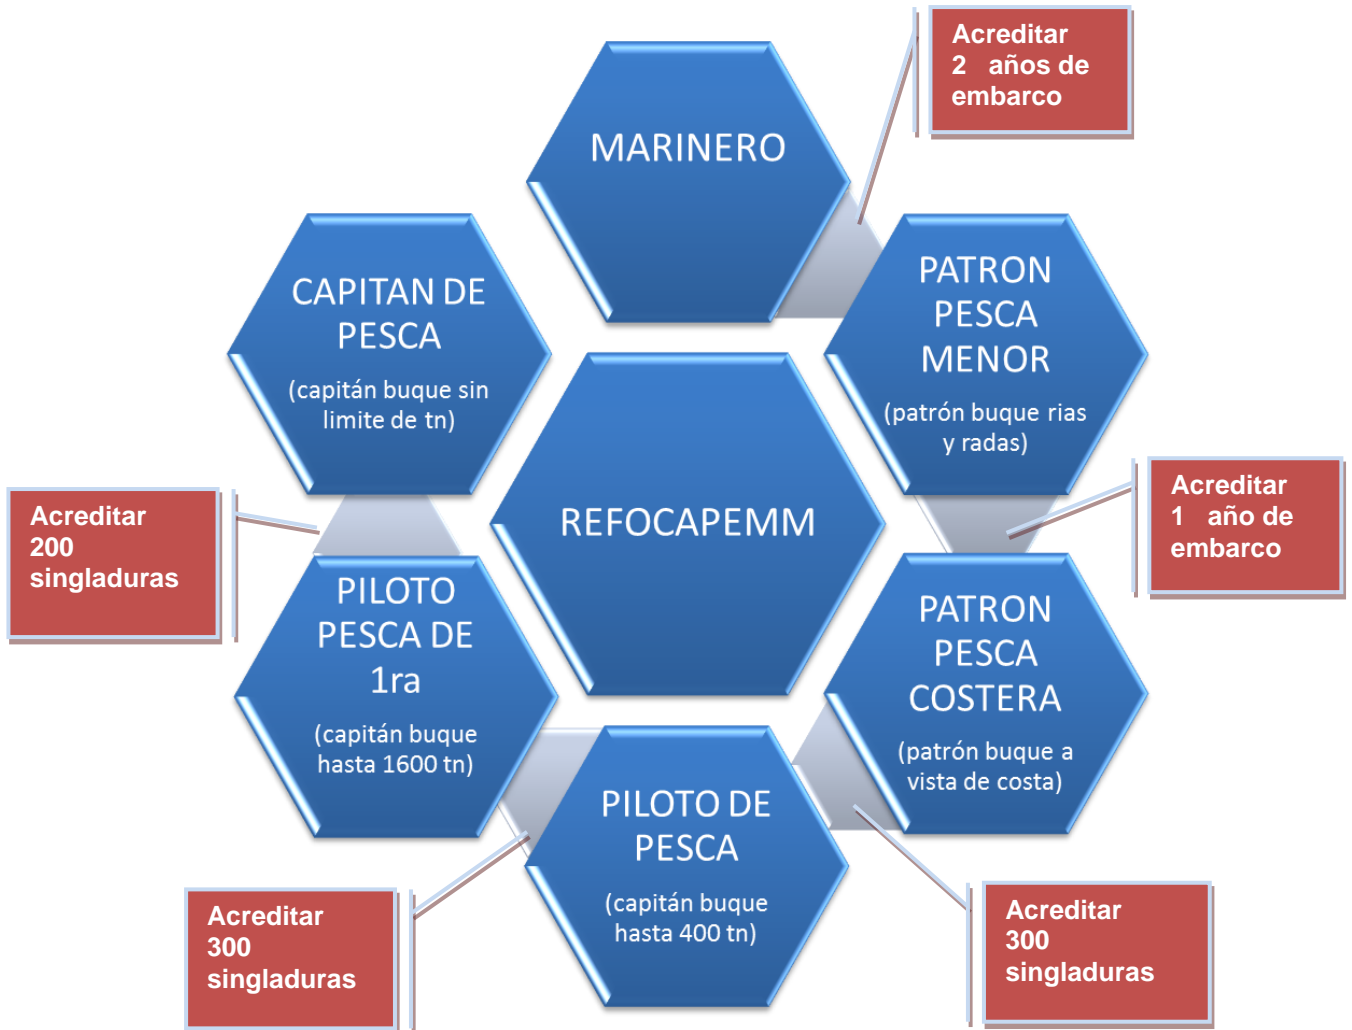 MARINERO
Acreditar
2 años de
embarco
PATRON
PESCA
MENOR
(patrón buque rias
y radas)
Acreditar
1 año de
embarco
PATRON
PESCA
COSTERA
(patrón buque a
vista de costa)
Acreditar
300
singladuras
PILOTO DE
PESCA
(capitán buque
hasta 400 tn)
Acreditar
300
singladuras
PILOTO
PESCA DE
1ra
(capitán buque
hasta 1600 tn)
Acreditar
200
singladuras
CAPITAN DE
PESCA
(capitán buque sin
limite de tn)
REFOCAPEMM